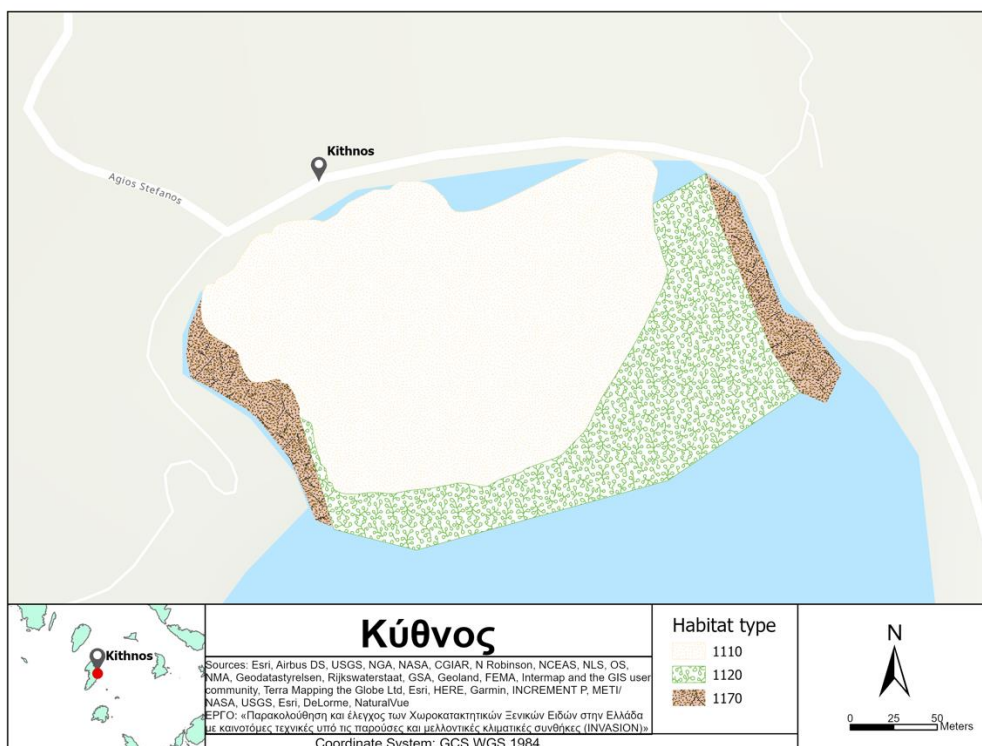 Kithnos
Agios Stefanos
Kithnos
Κύθνος
Sources: Esri, Airbus DS, USGS, NGA, NASA, CGIAR, N Robinson, NCEAS, NLS, OS,
NMA, Geodatastyrelsen, Rijkswaterstaat, GSA, Geoland, FEMA, Intermap and the GIS user
community, Terra Mapping the Globe Ltd, Esri, HERE, Garmin, INCREMENT P, METI/
NASA, USGS, Esri, DeLorme, NaturalVue
ΕΡΓΟ: «Παρακολούθηση και έλεγχος των Χωροκατακτητικών Ξενικών Ειδών στην Ελλάδα
με καινοτόμες τεχνικές υπό τις παρούσες και μελλοντικές κλιματικές συνθήκες (INVASION)»
Coordinate System: GCS WGS 1984
Habitat type
1110
1120
1170
N
0 25 50
Meters